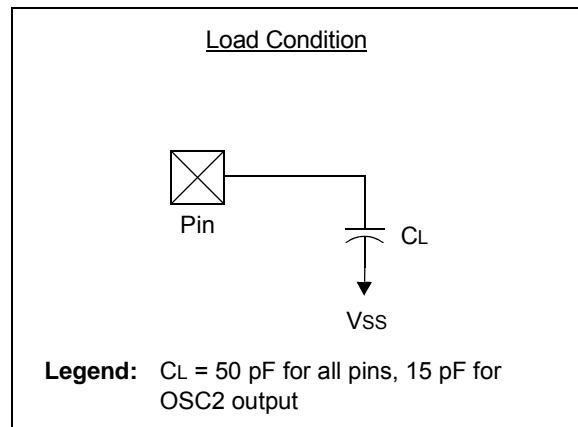 Load Condition
Pin
CL
VSS
Legend: CL = 50 pF for all pins, 15 pF for
OSC2 output